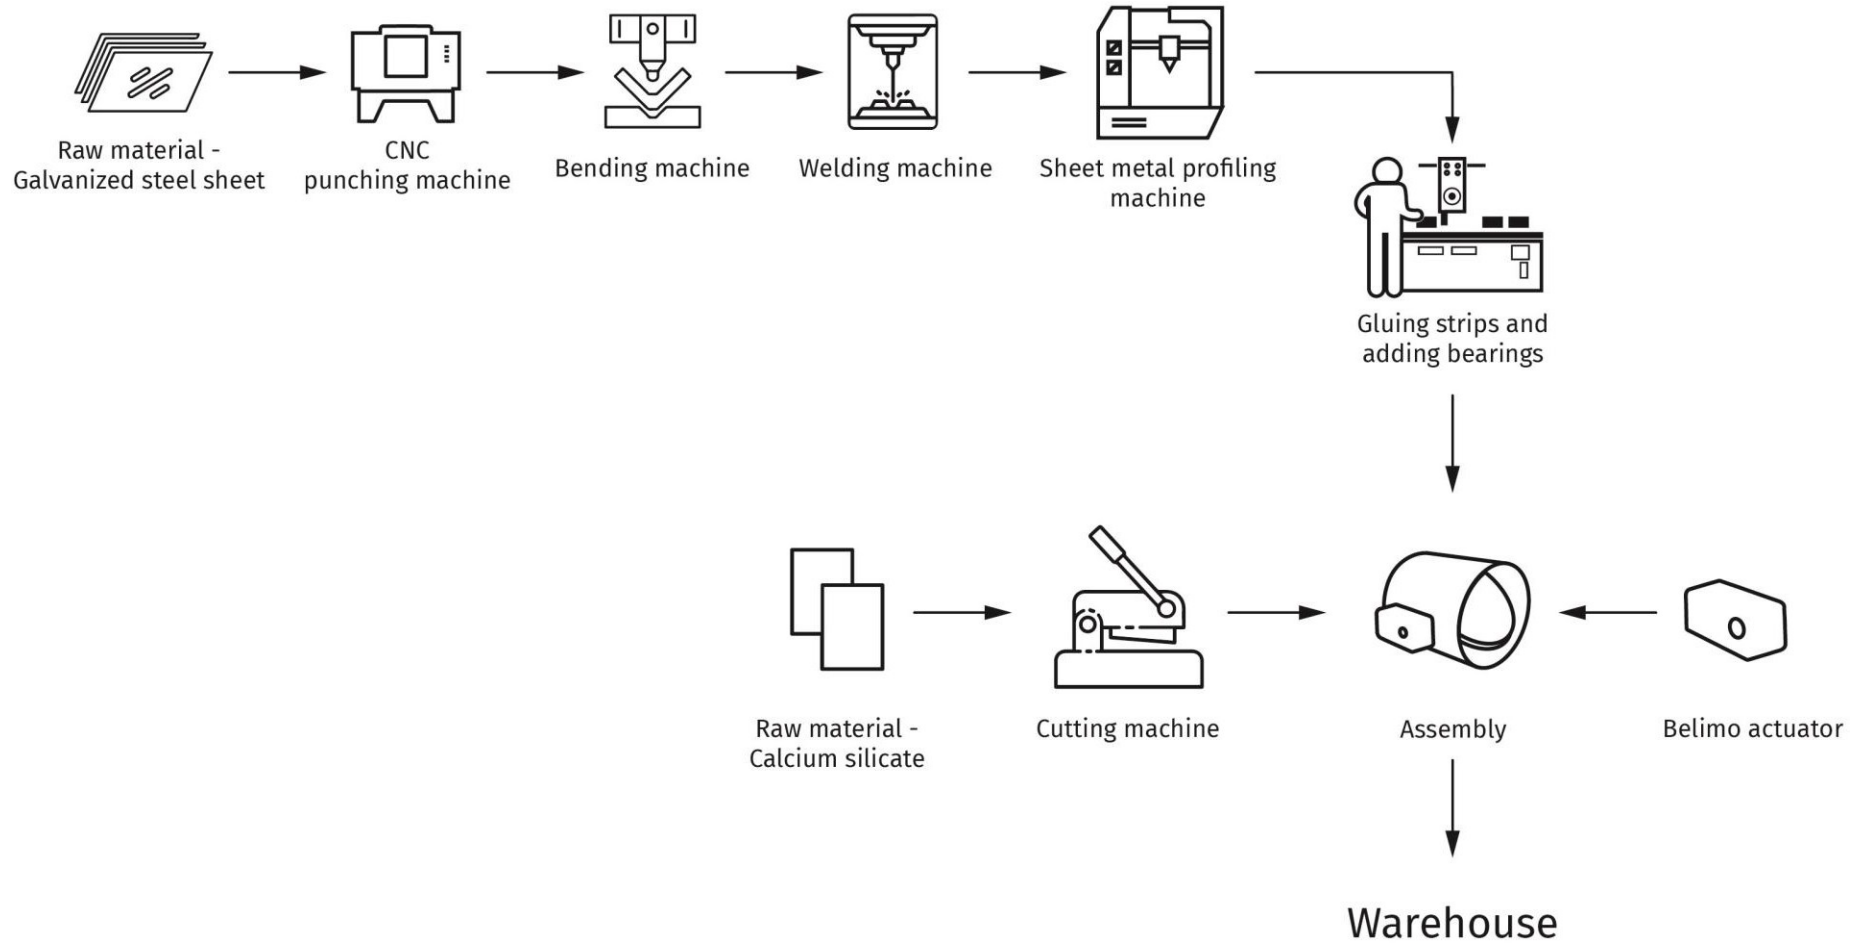 Raw material -
Galvanized steel sheet
CNC
punching machine
Bending machine
Welding machine
Sheet metal profiling
machine
Gluing strips and
adding bearings
Raw material -
Calcium silicate
Cutting machine
Assembly
Belimo actuator
Warehouse